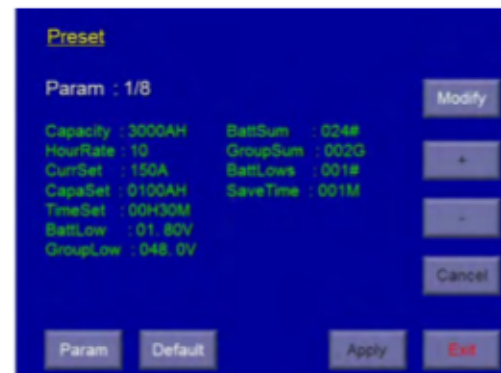 Preset
Param : 1/8
Modify
Capacity : 3000AH BattSum : 024#
HourRate : 10 GroupSum : 002G
CurrSet : 150A BattLows : 001#
CapaSet : 0100AH SaveTime : 001M
TimeSet : 00H30M
BattLow : 01. 80V
GroupLow : 048. 0V
+
-
Cancel
Param Default Apply Exit